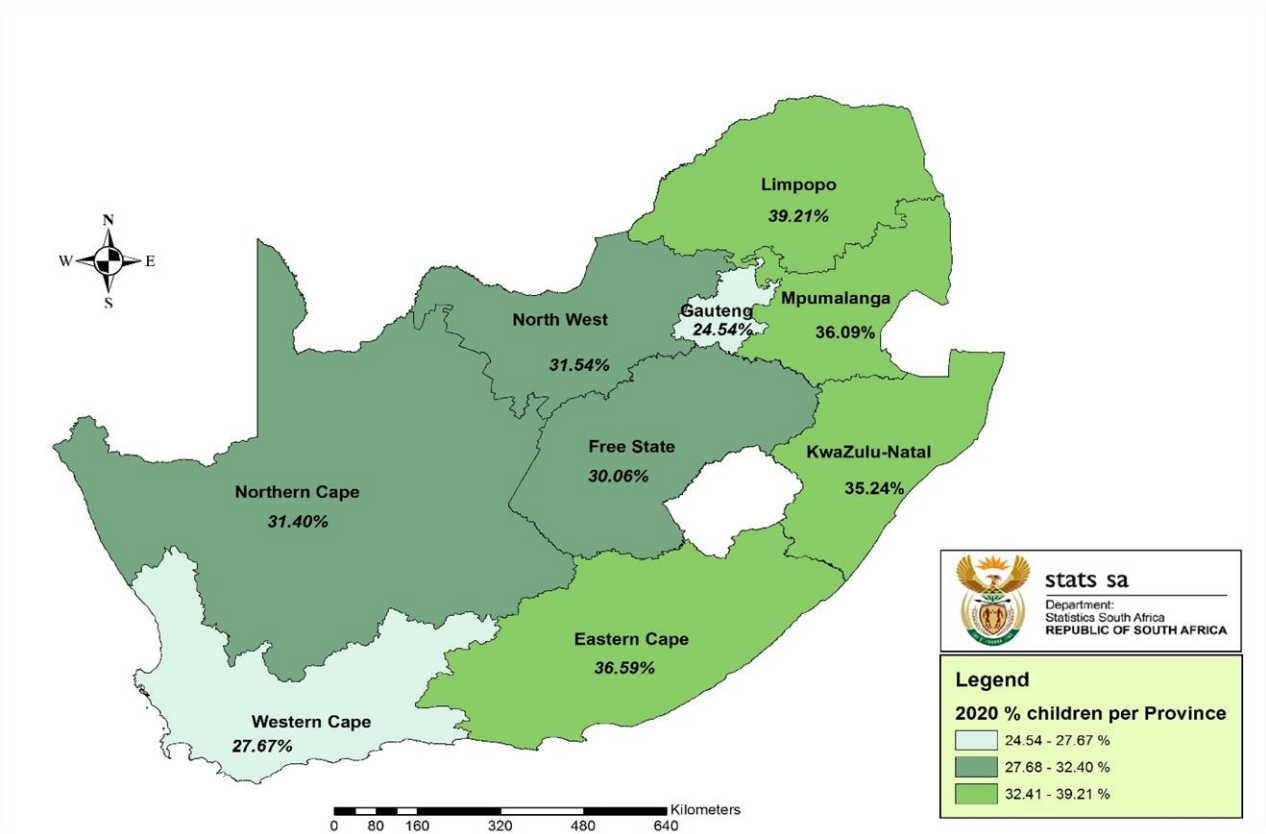 Limpopo
39.21%
N
W E
S
Mpumalanga
36.09%
Gauteng
24.54%
North West
31.54%
Free State
30.06%
KwaZulu-Natal
35.24%
Northern Cape
31.40%
Eastern Cape
36.59%
Western Cape
27.67%
stats sa
Department:
Statistics South Africa
REPUBLIC OF SOUTH AFRICA
Legend
2020 % children per Province
24.54 - 27.67 %
27.68 - 32.40 %
32.41 - 39.21 %
Kilometers
0 80 160 320 480 640